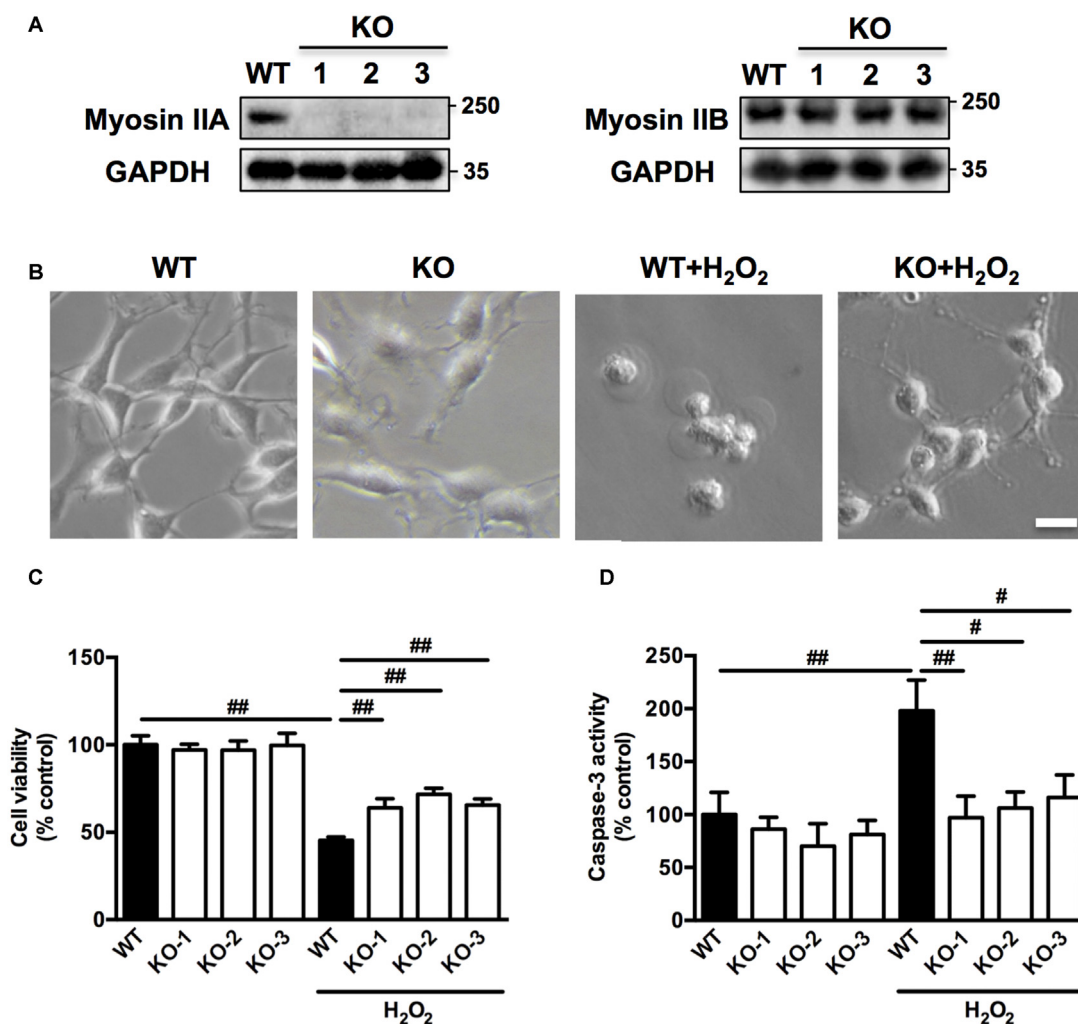 A
KO
WT 1 2 3
Myosin IIA
250
GAPDH
35
KO
WT 1 2 3
Myosin IIB
250
GAPDH
35
B
WT
KO
WT+H₂O₂
KO+H₂O₂
C
Cell viability
(% control)
150
100
50
0
##
##
##
##
WT
KO-1
KO-2
KO-3
WT
KO-1
KO-2
KO-3
H₂O₂
D
Caspase-3 activity
(% control)
250
200
150
100
50
0
#
#
##
##
WT
KO-1
KO-2
KO-3
WT
KO-1
KO-2
KO-3
H₂O₂